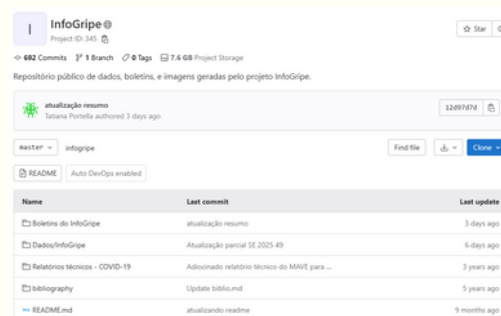 I
InfoGripe
Project ID: 345
Star 0
692 Commits 1 Branch 0 Tags 7.6 GB Project Storage
Repositório público de dados, boletins, e imagens geradas pelo projeto InfoGripe.
atualização resumo
Tatiana Portella authored 3 days ago
12d97d7d
master infogripe Find file Clone
README Auto DevOps enabled
Name Last commit Last update
Boletins do InfoGripe atualização resumo 3 days ago
Dados/InfoGripe Atualização parcial SE 2025 49 6 days ago
Relatórios técnicos - COVID-19 Adiocinado relatório técnico do MAVE para ... 3 years ago
bibliography Update biblio.md 5 years ago
README.md atualizando readme 9 months ago